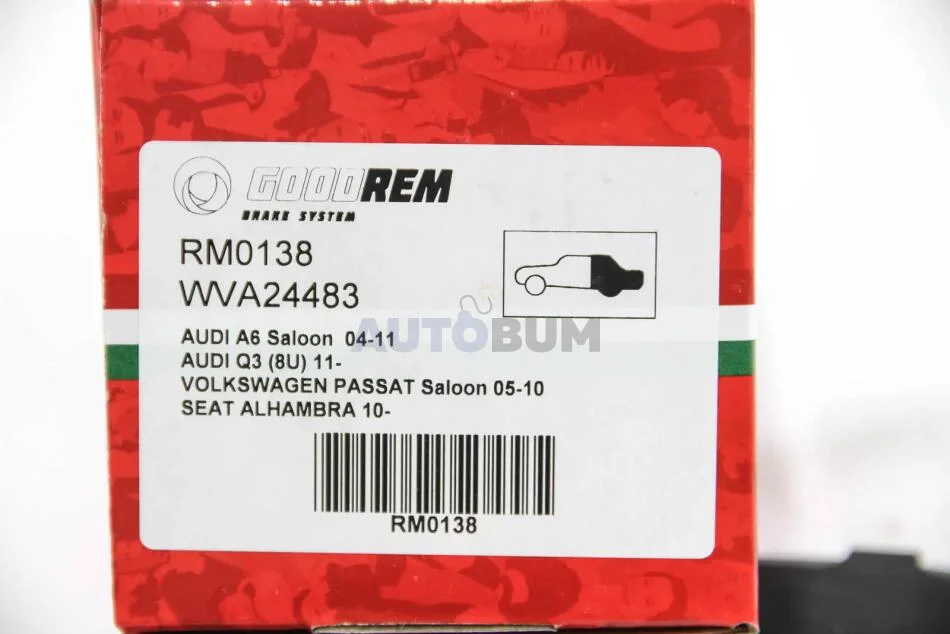 GOODREM
BRAKE SYSTEM
RM0138
WVA24483
AUTOBUM
AUDI A6 Saloon 04-11
AUDI Q3 (8U) 11-
VOLKSWAGEN PASSAT Saloon 05-10
SEAT ALHAMBRA 10-
RM0138